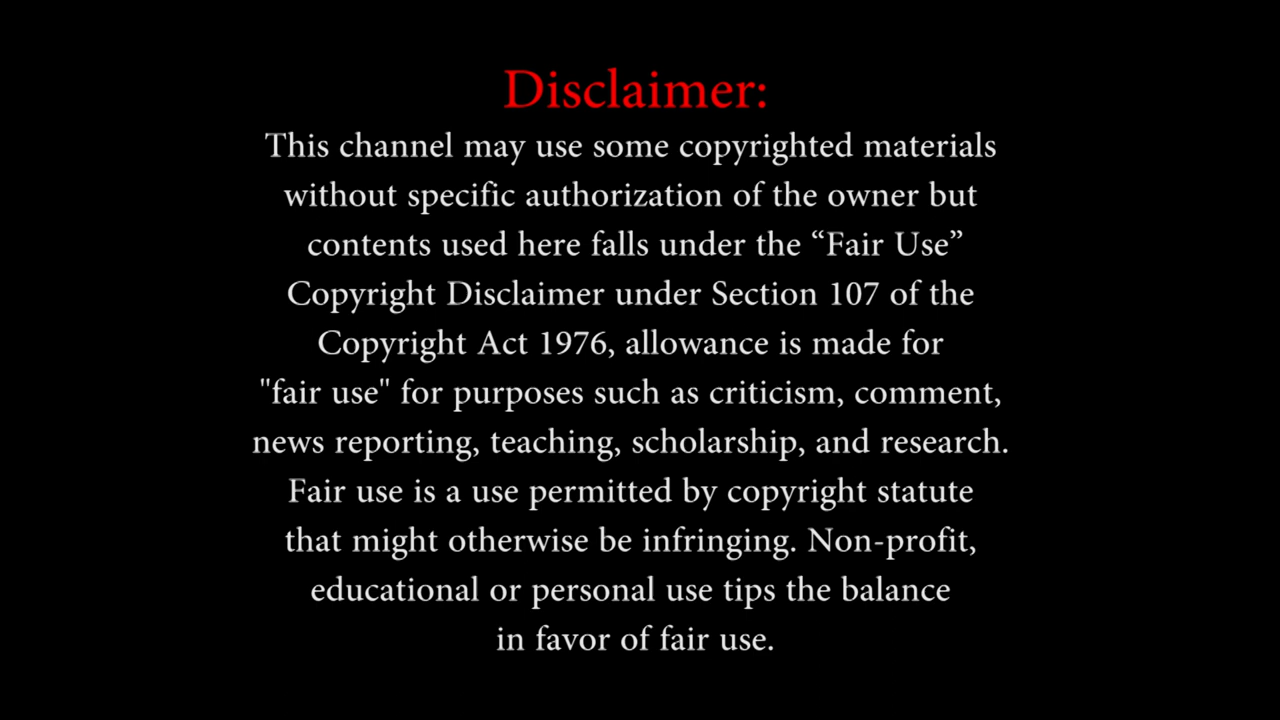 Disclaimer:
This channel may use some copyrighted materials
without specific authorization of the owner but
contents used here falls under the “Fair Use”
Copyright Disclaimer under Section 107 of the
Copyright Act 1976, allowance is made for
"fair use" for purposes such as criticism, comment,
news reporting, teaching, scholarship, and research.
Fair use is a use permitted by copyright statute
that might otherwise be infringing. Non-profit,
educational or personal use tips the balance
in favor of fair use.